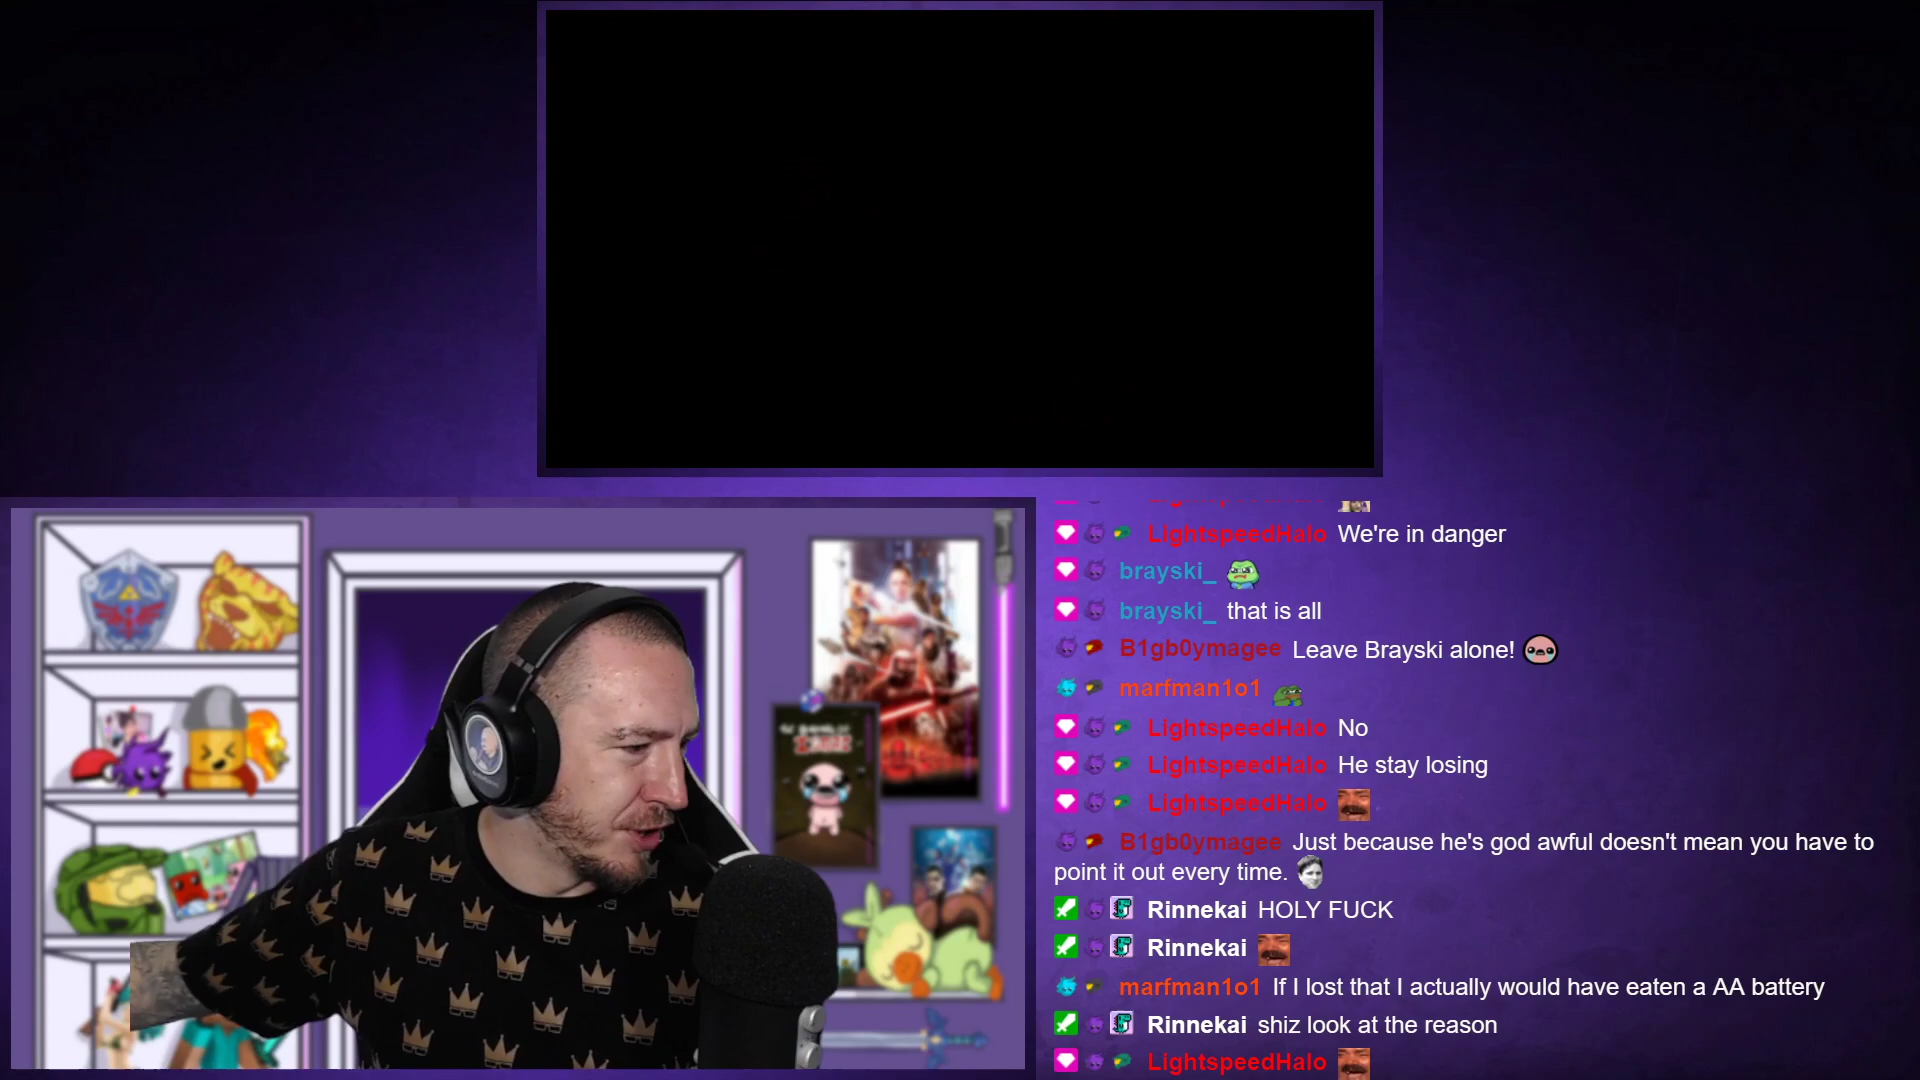 LightspeedHalo We're in danger
brayski_
brayski_ that is all
B1gb0ymagee Leave Brayski alone!
marfman1o1
LightspeedHalo No
LightspeedHalo He stay losing
LightspeedHalo
B1gb0ymagee Just because he's god awful doesn't mean you have to
point it out every time.
Rinnekai HOLY FUCK
Rinnekai
marfman1o1 If I lost that I actually would have eaten a AA battery
Rinnekai shiz look at the reason
LightspeedHalo